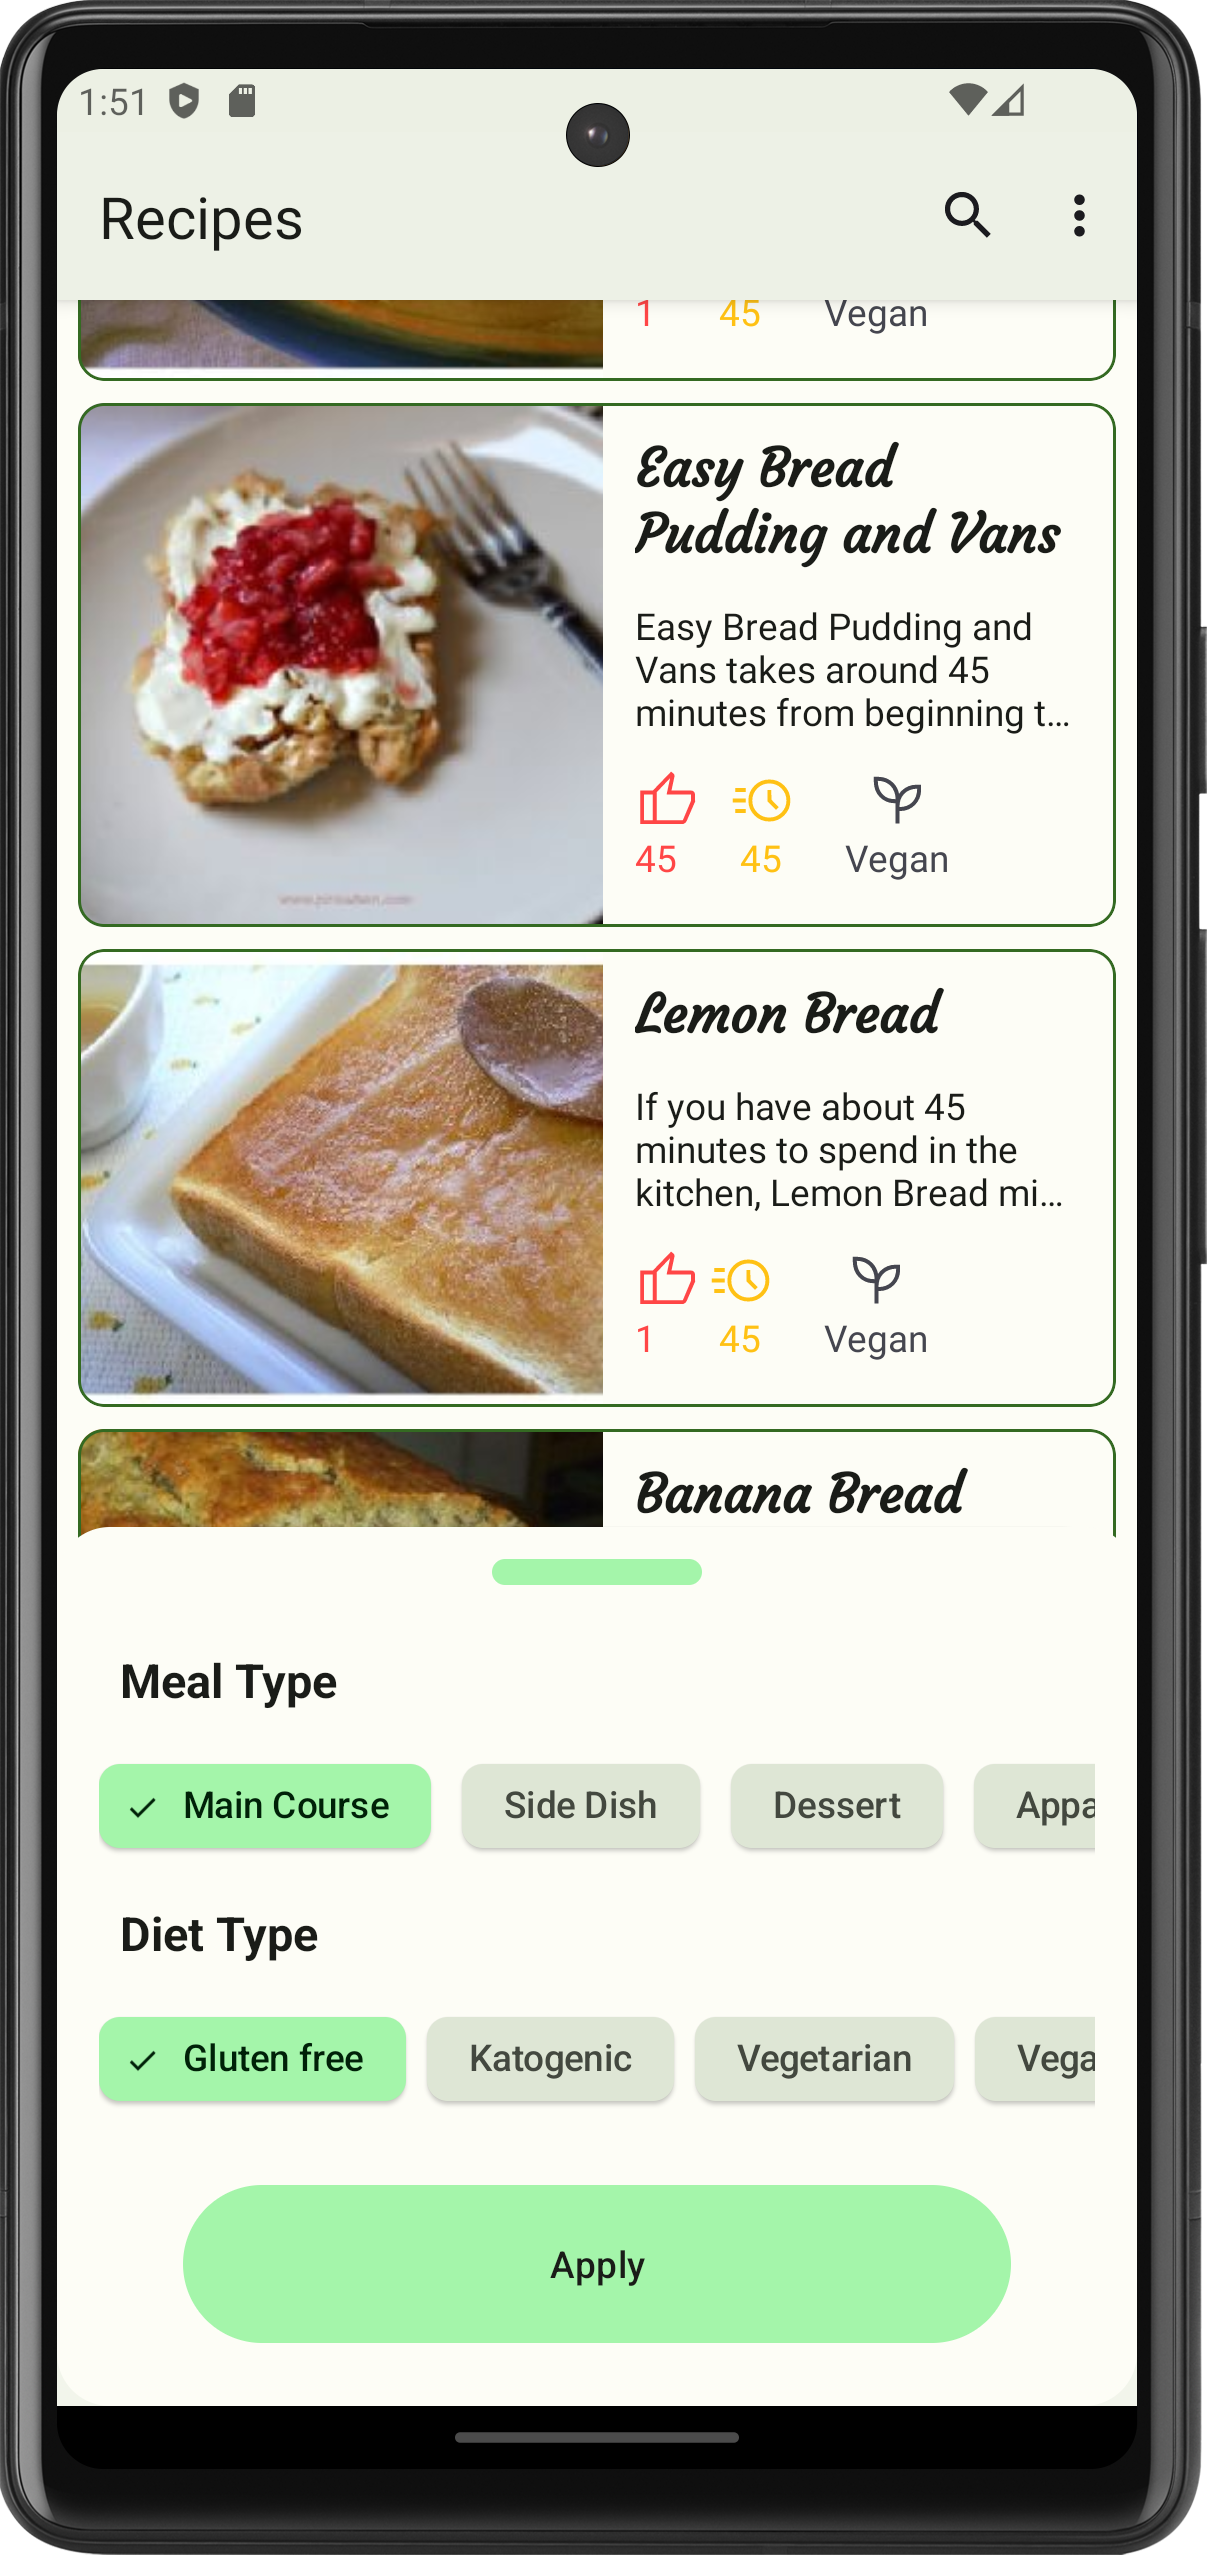 1:51
Recipes
1 45 Vegan
Easy Bread
Pudding and Vans
Easy Bread Pudding and
Vans takes around 45
minutes from beginning t...
45 45 Vegan
Lemon Bread
If you have about 45
minutes to spend in the
kitchen, Lemon Bread mi...
1 45 Vegan
Banana Bread
Meal Type
Main Course Side Dish Dessert Appa
Diet Type
Gluten free Katogenic Vegetarian Vega
Apply